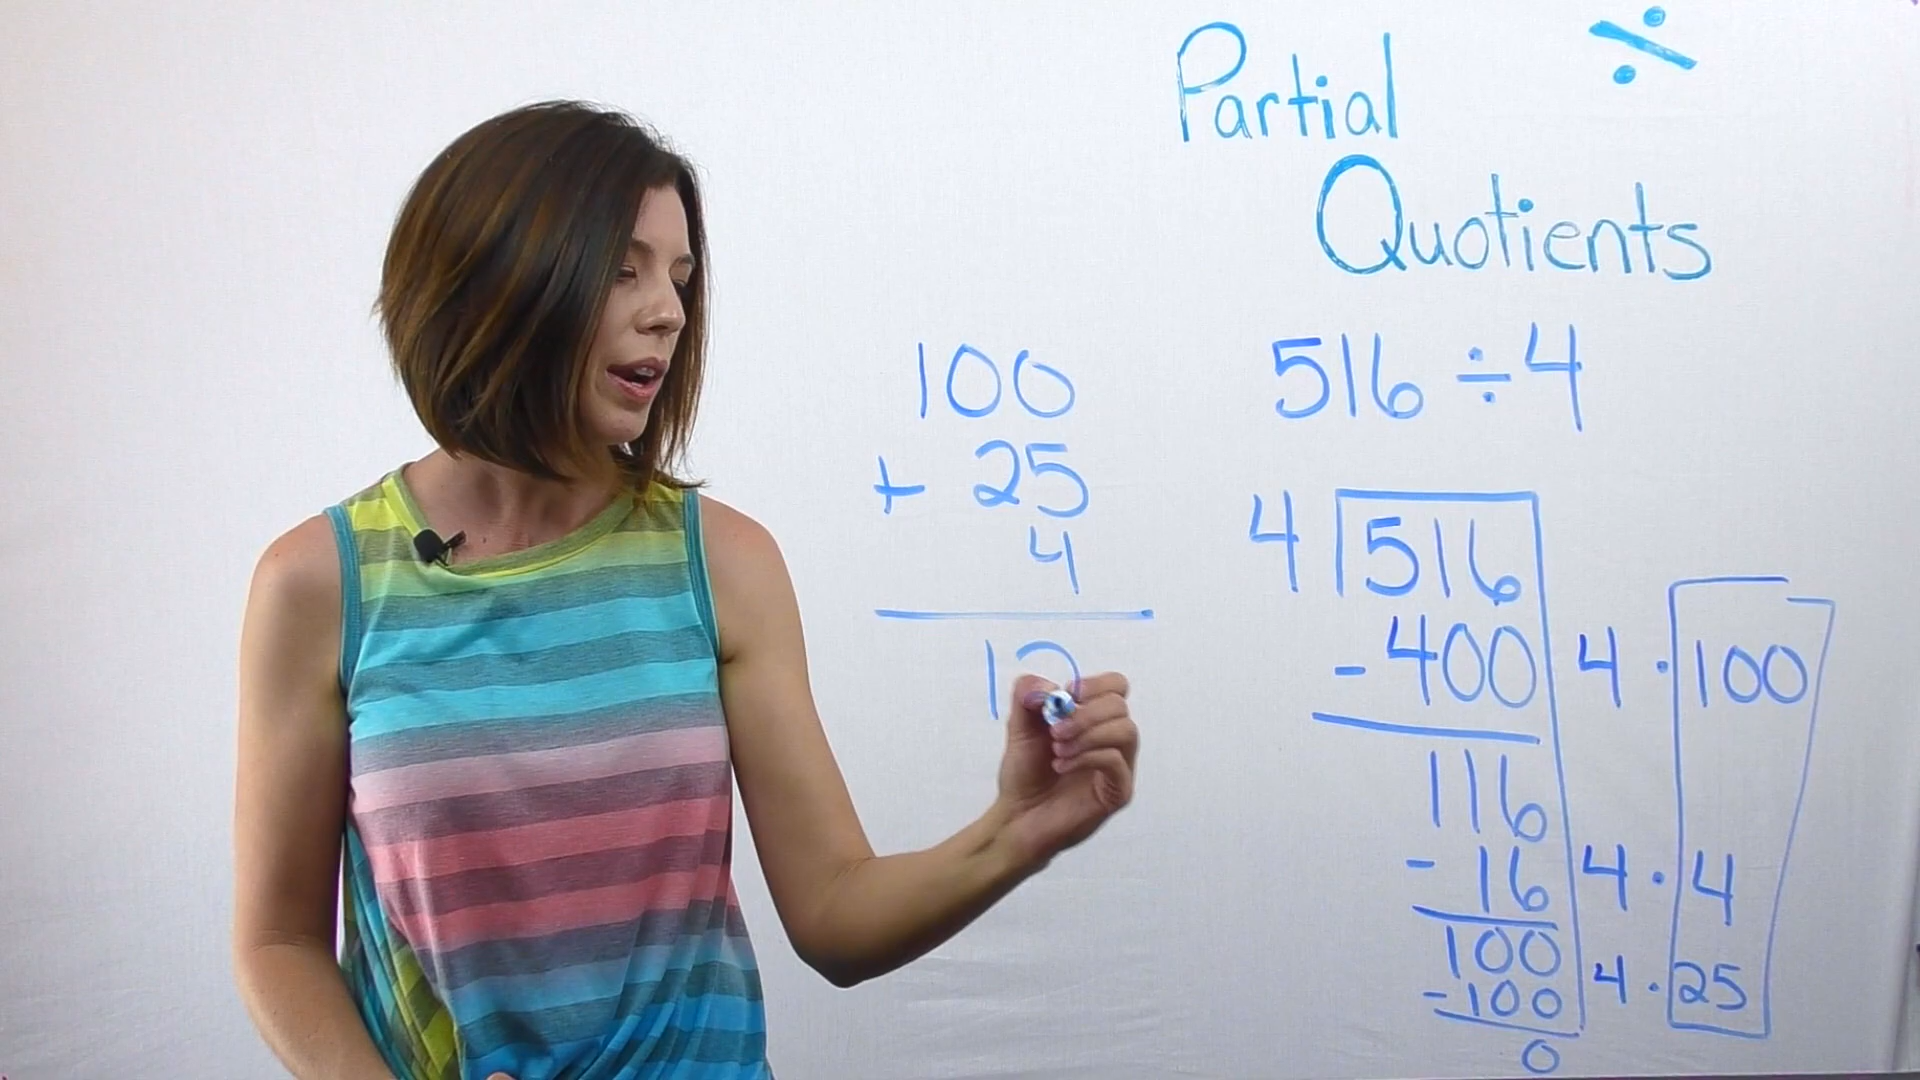 Partial ÷
Quotients
516 ÷ 4
100
+ 25
4
12
4 516
- 400 4 · 100
116
- 16 4 · 4
100
- 100 4 · 25
0